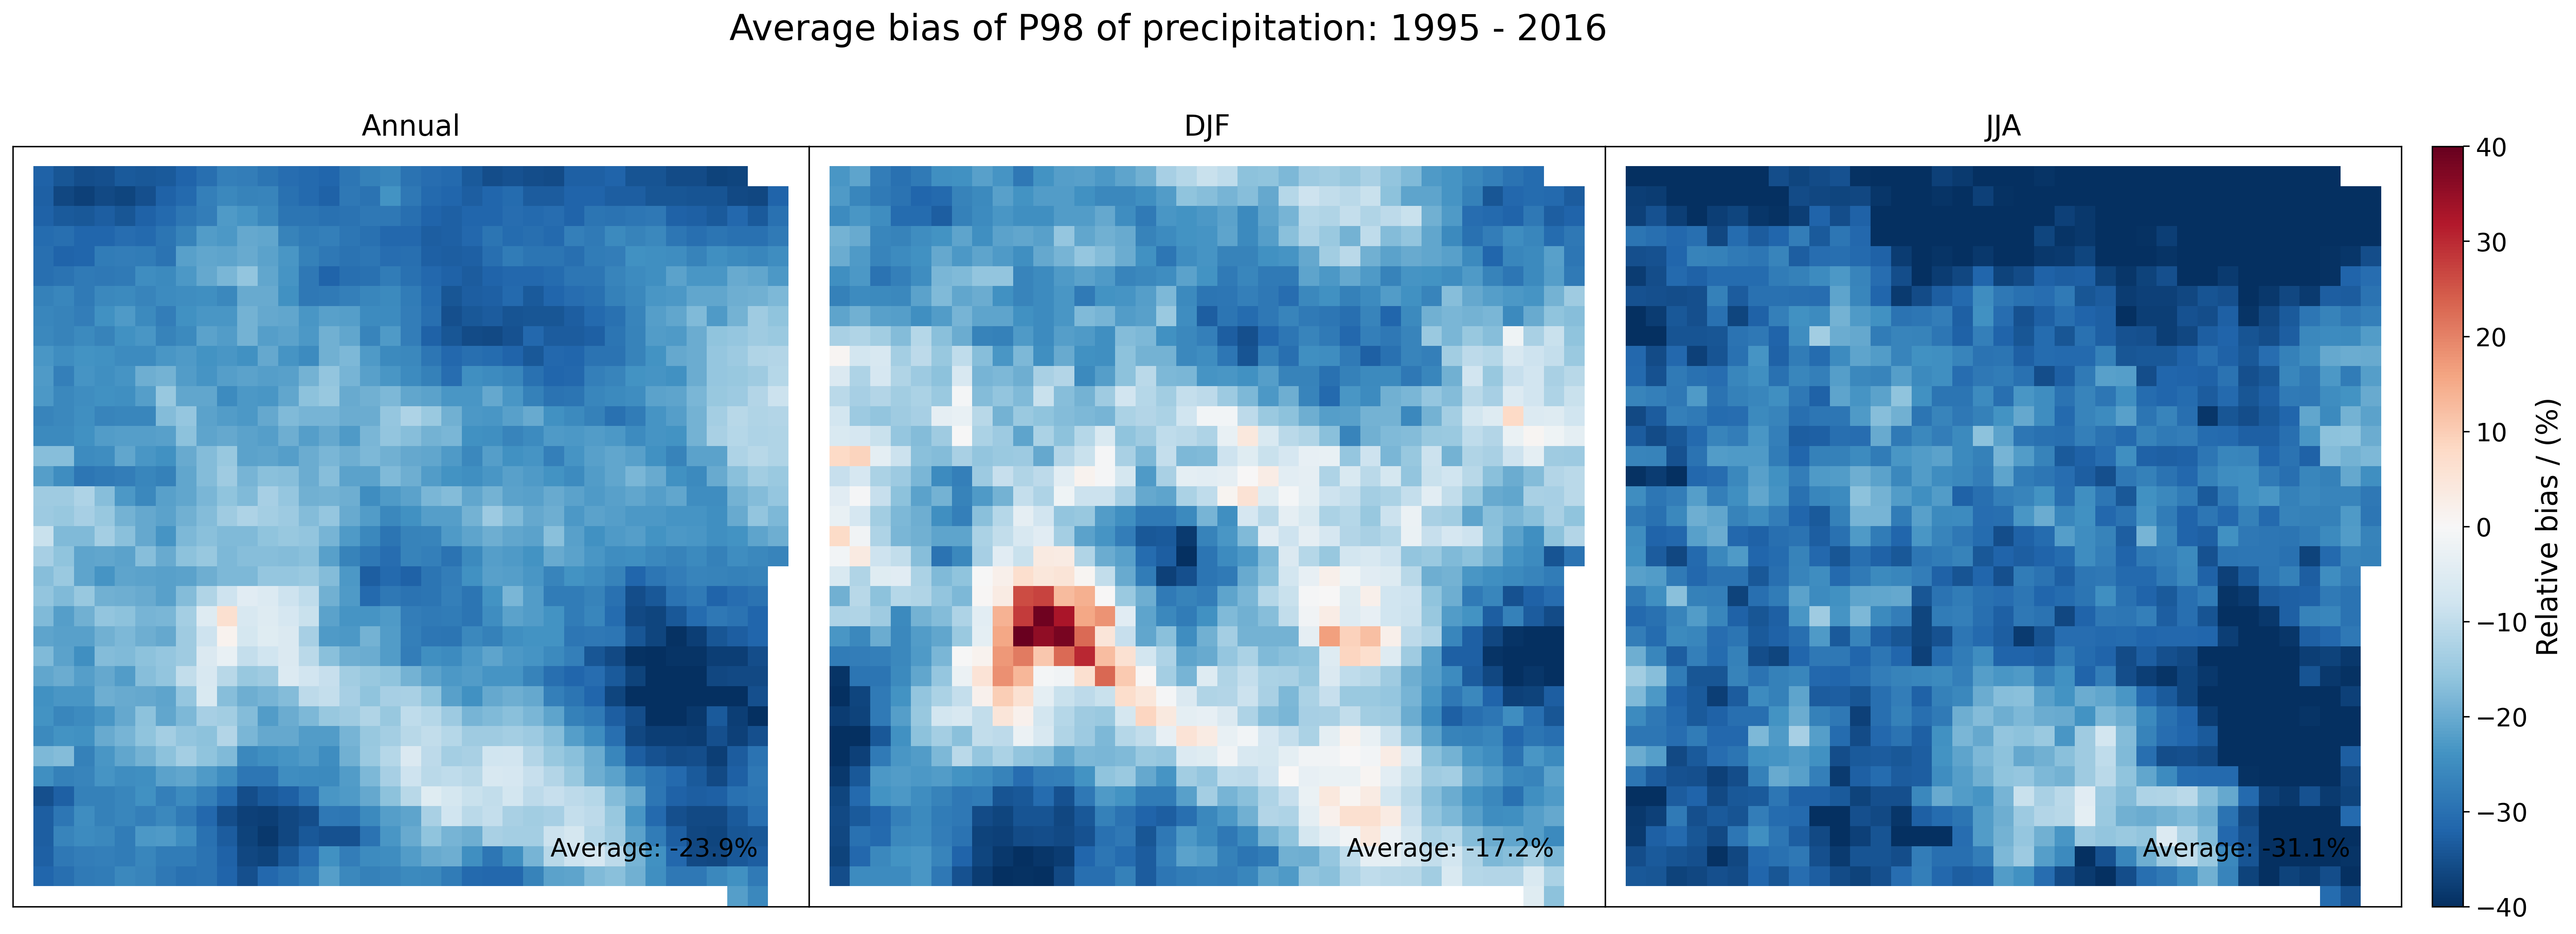 Average bias of P98 of precipitation: 1995 - 2016
Annual
DJF
JJA
Average: -23.9%
Average: -17.2%
Average: -31.1%
40
30
20
10
0
−10
−20
−30
−40
Relative bias / (%)